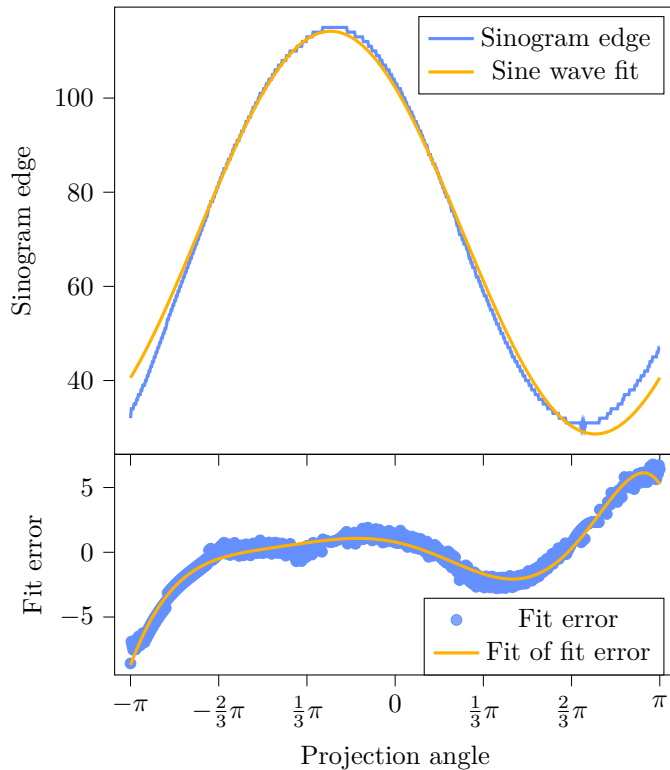 Sinogram edge
Sine wave fit
100
80
60
40
Sinogram edge
5
0
−5
Fit error
Fit error
Fit of fit error
−π
−2/3π
1/3π
0
1/3π
2/3π
π
Projection angle